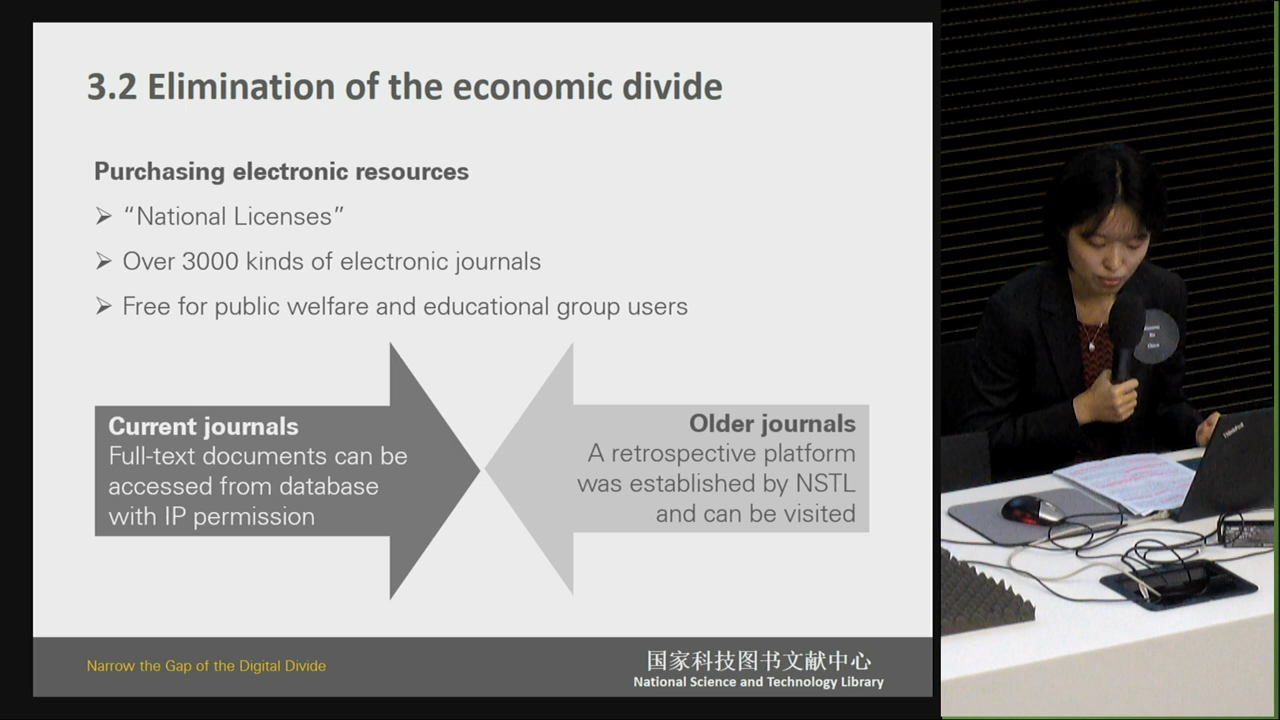 3.2 Elimination of the economic divide
Purchasing electronic resources
➢ “National Licenses”
➢ Over 3000 kinds of electronic journals
➢ Free for public welfare and educational group users
Current journals
Full-text documents can be
accessed from database
with IP permission
Older journals
A retrospective platform
was established by NSTL
and can be visited
Narrow the Gap of the Digital Divide
国家科技图书文献中心
National Science and Technology Library
ThinkPad